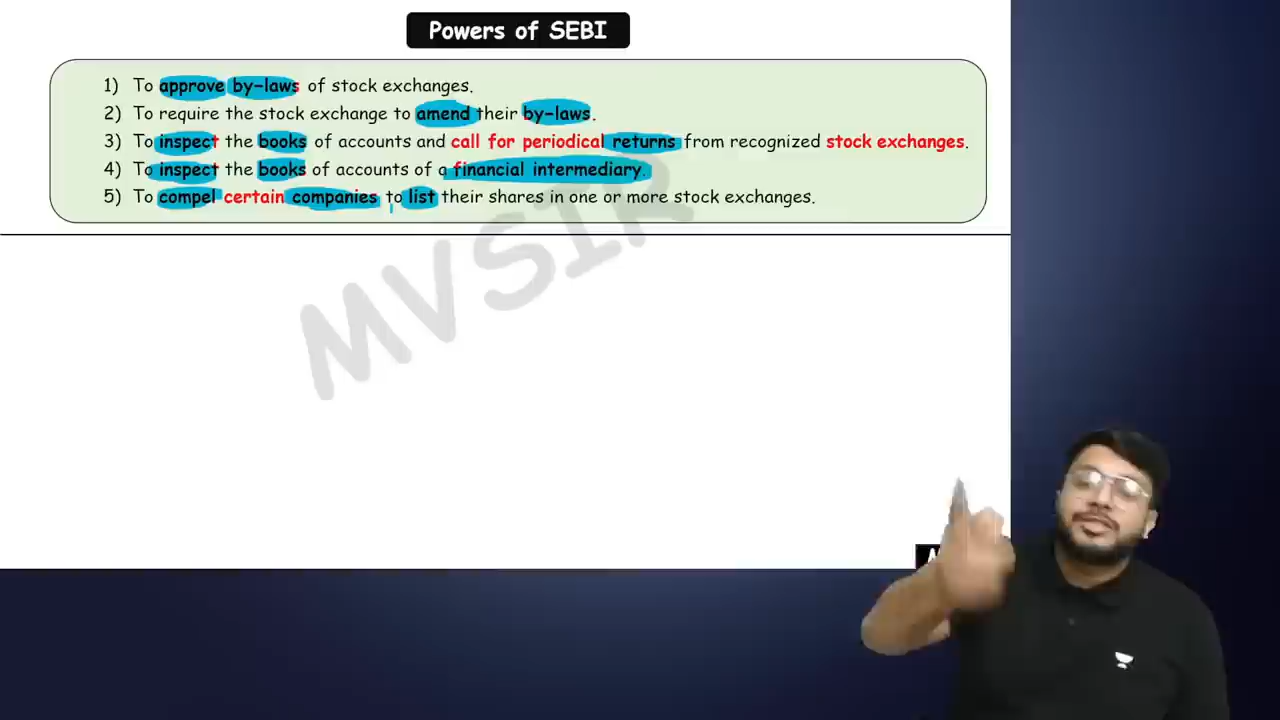 Powers of SEBI
1) To approve by-laws of stock exchanges.
2) To require the stock exchange to amend their by-laws.
3) To inspect the books of accounts and call for periodical returns from recognized stock exchanges.
4) To inspect the books of accounts of a financial intermediary.
5) To compel certain companies to list their shares in one or more stock exchanges.
MVSIR